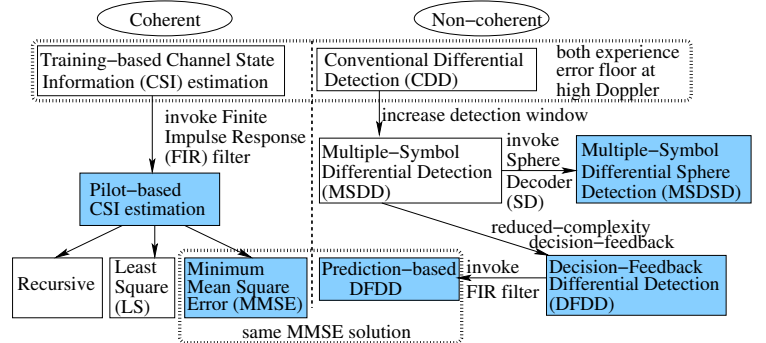 Coherent
Non−coherent
Training−based Channel State
Information (CSI) estimation
Conventional Differential
Detection (CDD)
both experience
error floor at
high Doppler
invoke Finite
Impulse Response
(FIR) filter
increase detection window
Multiple−Symbol
Differential Detection
(MSDD)
invoke
Sphere
Decoder
(SD)
Multiple−Symbol
Differential Sphere
Detection (MSDSD)
Pilot−based
CSI estimation
reduced−complexity
decision−feedback
Recursive
Least
Square
(LS)
Minimum
Mean Square
Error (MMSE)
Prediction−based
DFDD
invoke
FIR filter
Decision−Feedback
Differential Detection
(DFDD)
same MMSE solution